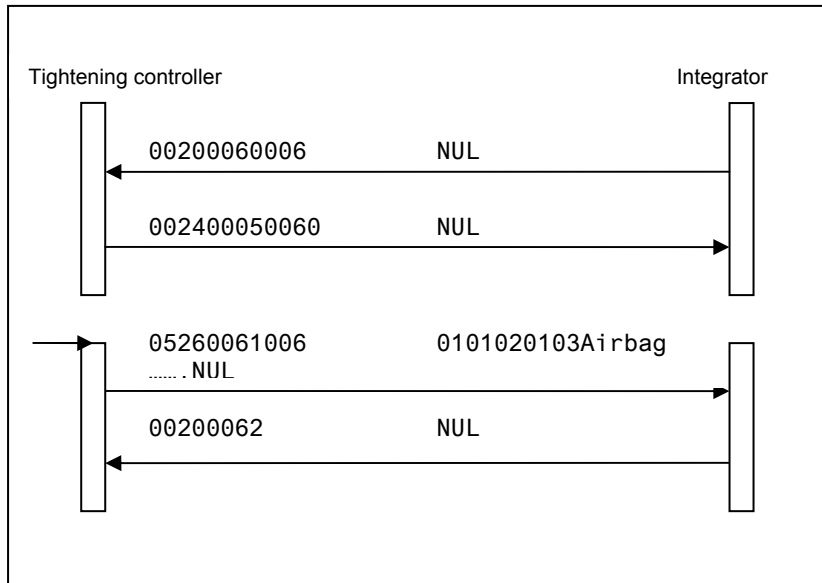 Tightening controller Integrator
00200060006 NUL
002400050060 NUL
05260061006 0101020103Airbag
…….NUL
00200062 NUL